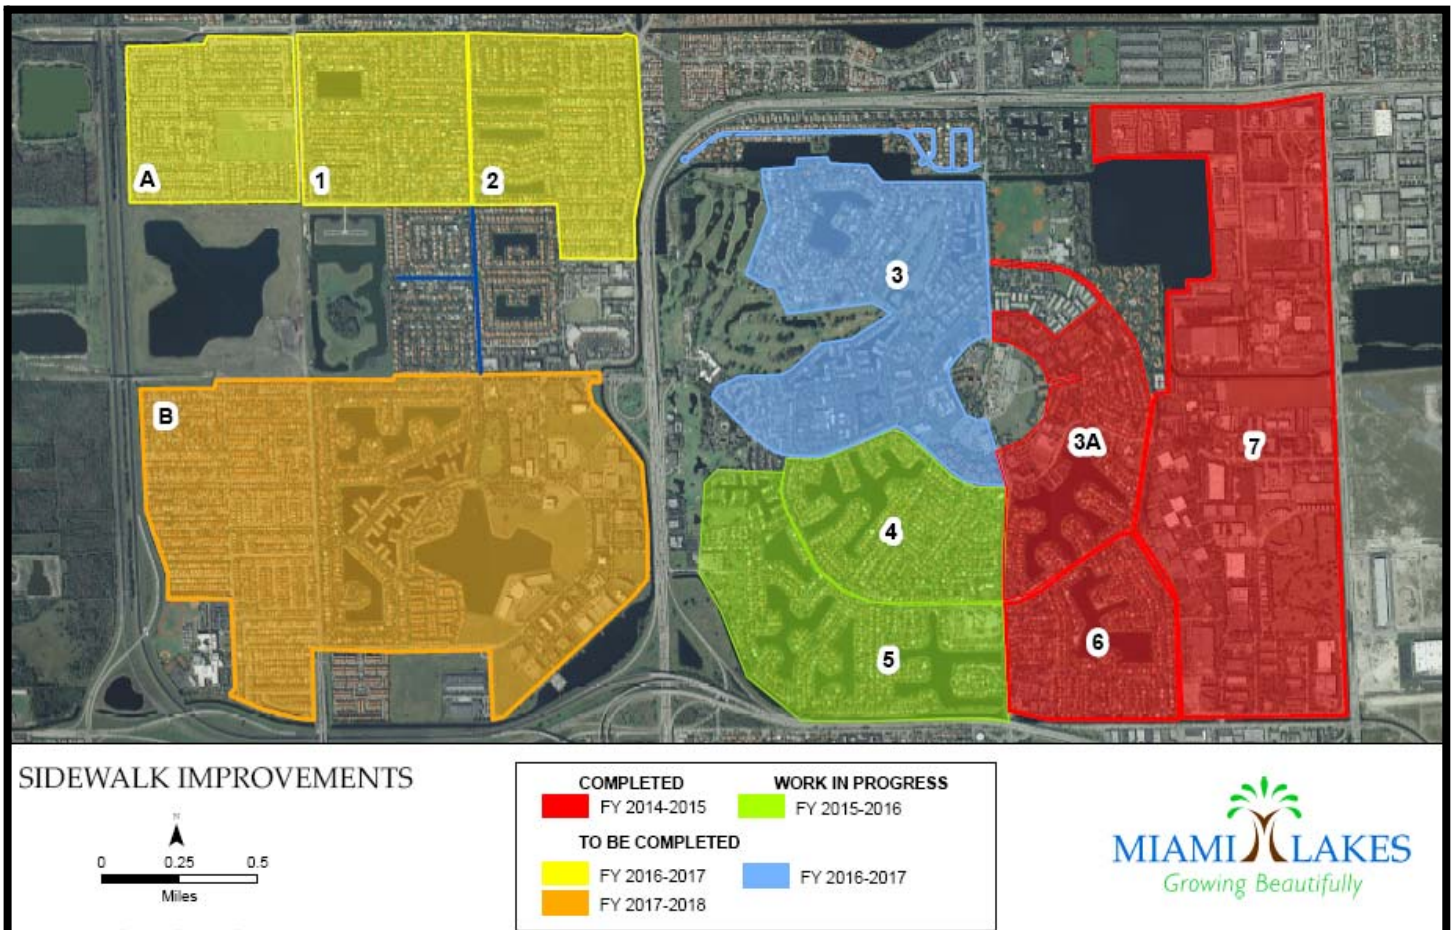 A
1
2
3
B
3A
7
4
5
6
SIDEWALK IMPROVEMENTS
N
0 0.25 0.5
Miles
COMPLETED WORK IN PROGRESS
FY 2014-2015 FY 2015-2016
TO BE COMPLETED
FY 2016-2017 FY 2016-2017
FY 2017-2018
MIAMI LAKES
Growing Beautifully